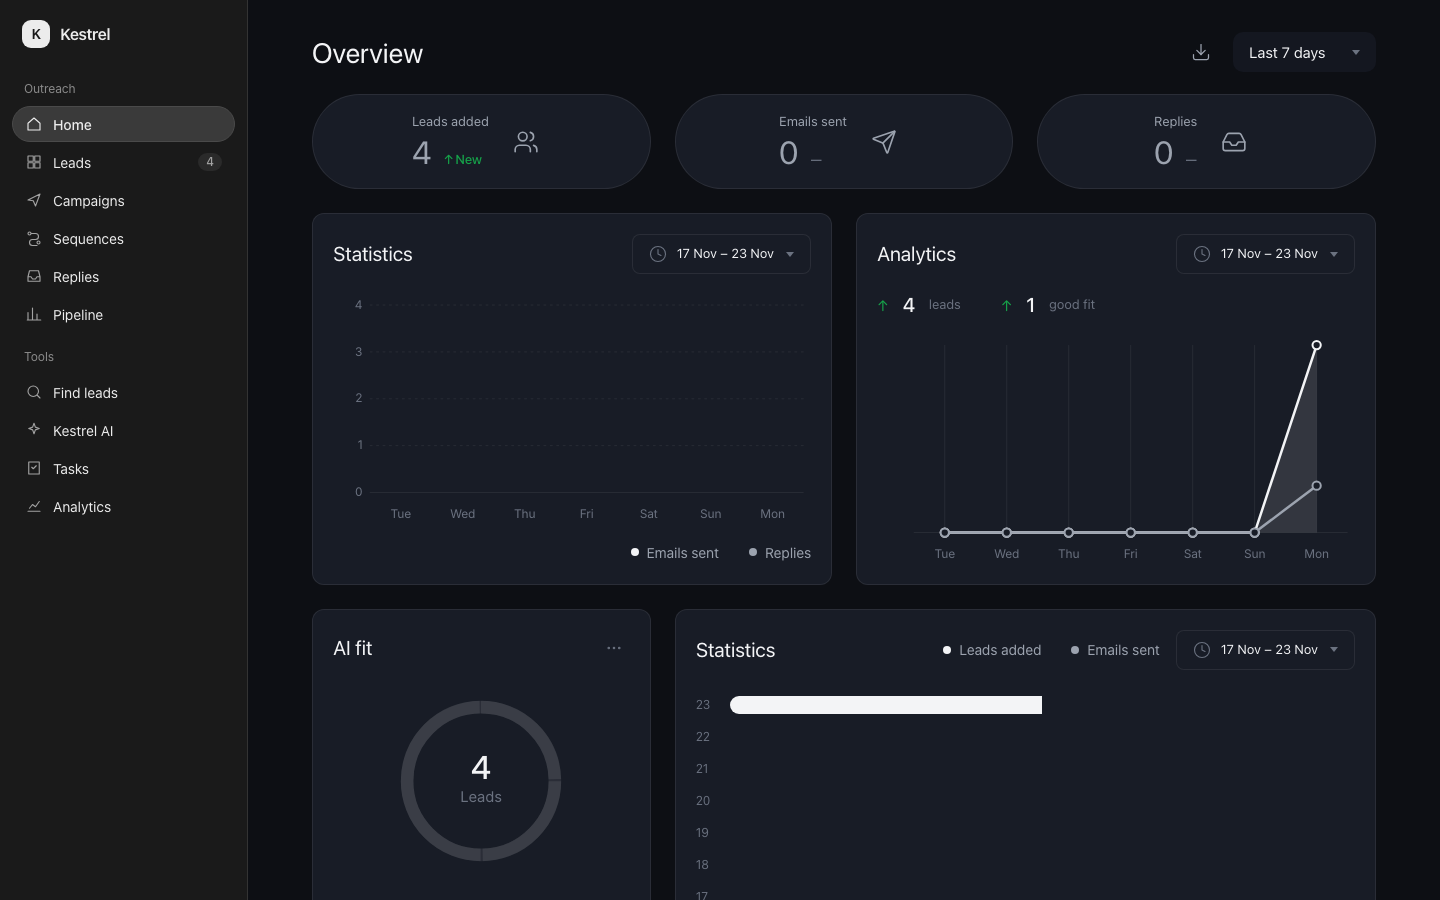 K Kestrel
Outreach
Home
Leads 4
Campaigns
Sequences
Replies
Pipeline
Tools
Find leads
Kestrel AI
Tasks
Analytics
Overview
Last 7 days
Leads added
4 ↑ New
Emails sent
0 –
Replies
0 –
Statistics
17 Nov – 23 Nov
4
3
2
1
0
Tue Wed Thu Fri Sat Sun Mon
Emails sent Replies
Analytics
17 Nov – 23 Nov
↑ 4 leads ↑ 1 good fit
Tue Wed Thu Fri Sat Sun Mon
AI fit
4
Leads
Statistics
Leads added Emails sent 17 Nov – 23 Nov
23
22
21
20
19
18
17